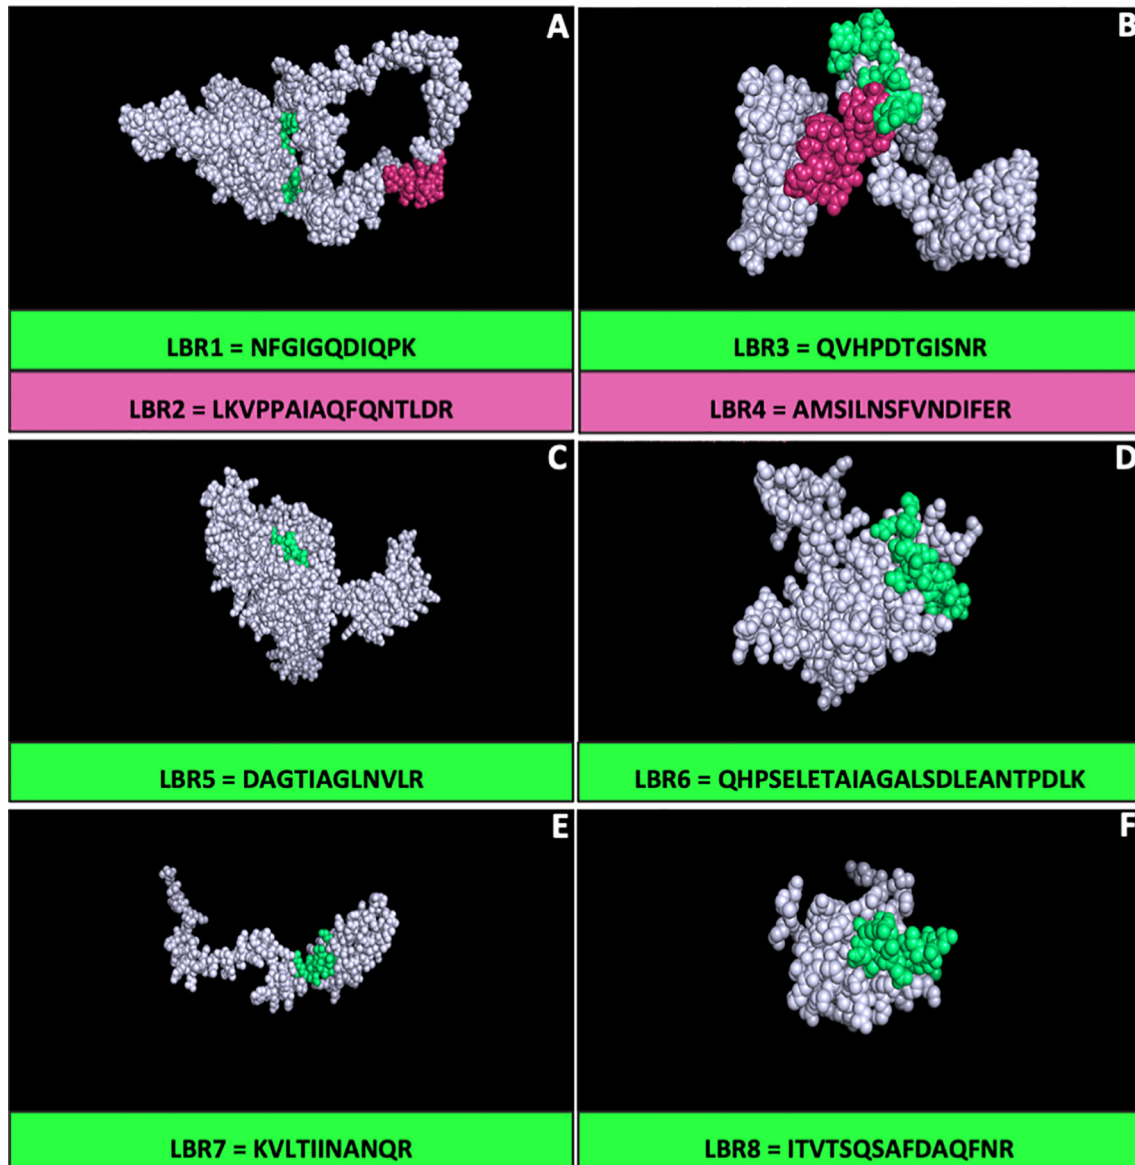 A
B
LBR1 = NFGIGQDIQPK
LBR3 = QVHPDTGISNR
LBR2 = LKVPPAIAQFQNTLDR
LBR4 = AMSILNSFVNDIFER
C
D
LBR5 = DAGTIAGLNVLR
LBR6 = QHPSELETAIAGALSDLEANTPDLK
E
F
LBR7 = KVLTIINANQR
LBR8 = ITVTSQSAFDAQFNR